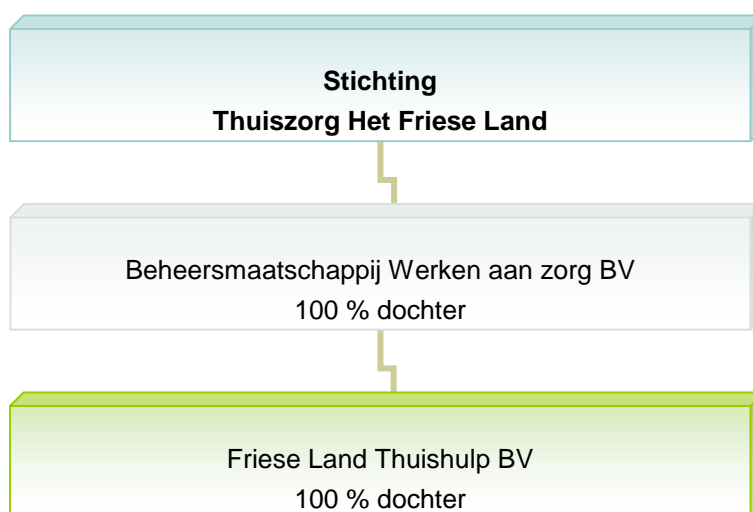 Stichting
Thuiszorg Het Friese Land
Beheersmaatschappij Werken aan zorg BV
100 % dochter
Friese Land Thuishulp BV
100 % dochter